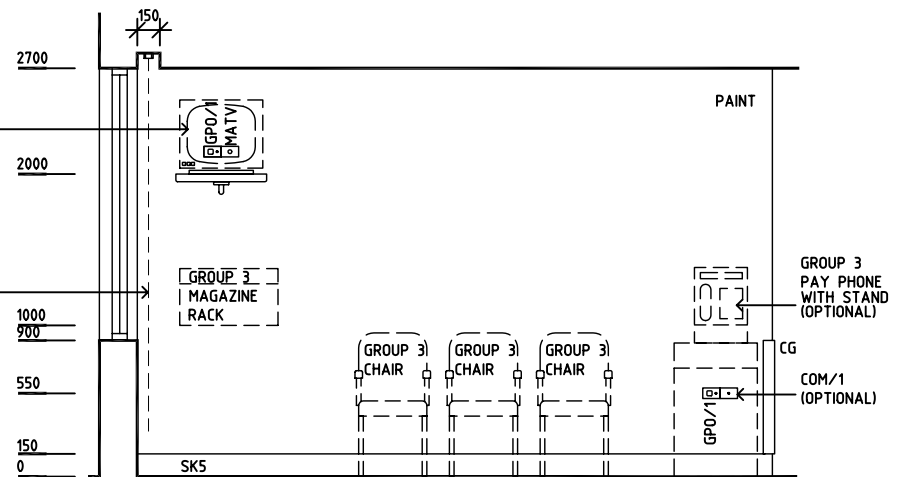 150
2700
PAINT
GPO/1
MATV
2000
GROUP 3
MAGAZINE
RACK
GROUP 3
PAY PHONE
WITH STAND
(OPTIONAL)
1000
900
GROUP 3
CHAIR
GROUP 3
CHAIR
GROUP 3
CHAIR
CG
COM/1
(OPTIONAL)
550
GPO/1
150
0
SK5